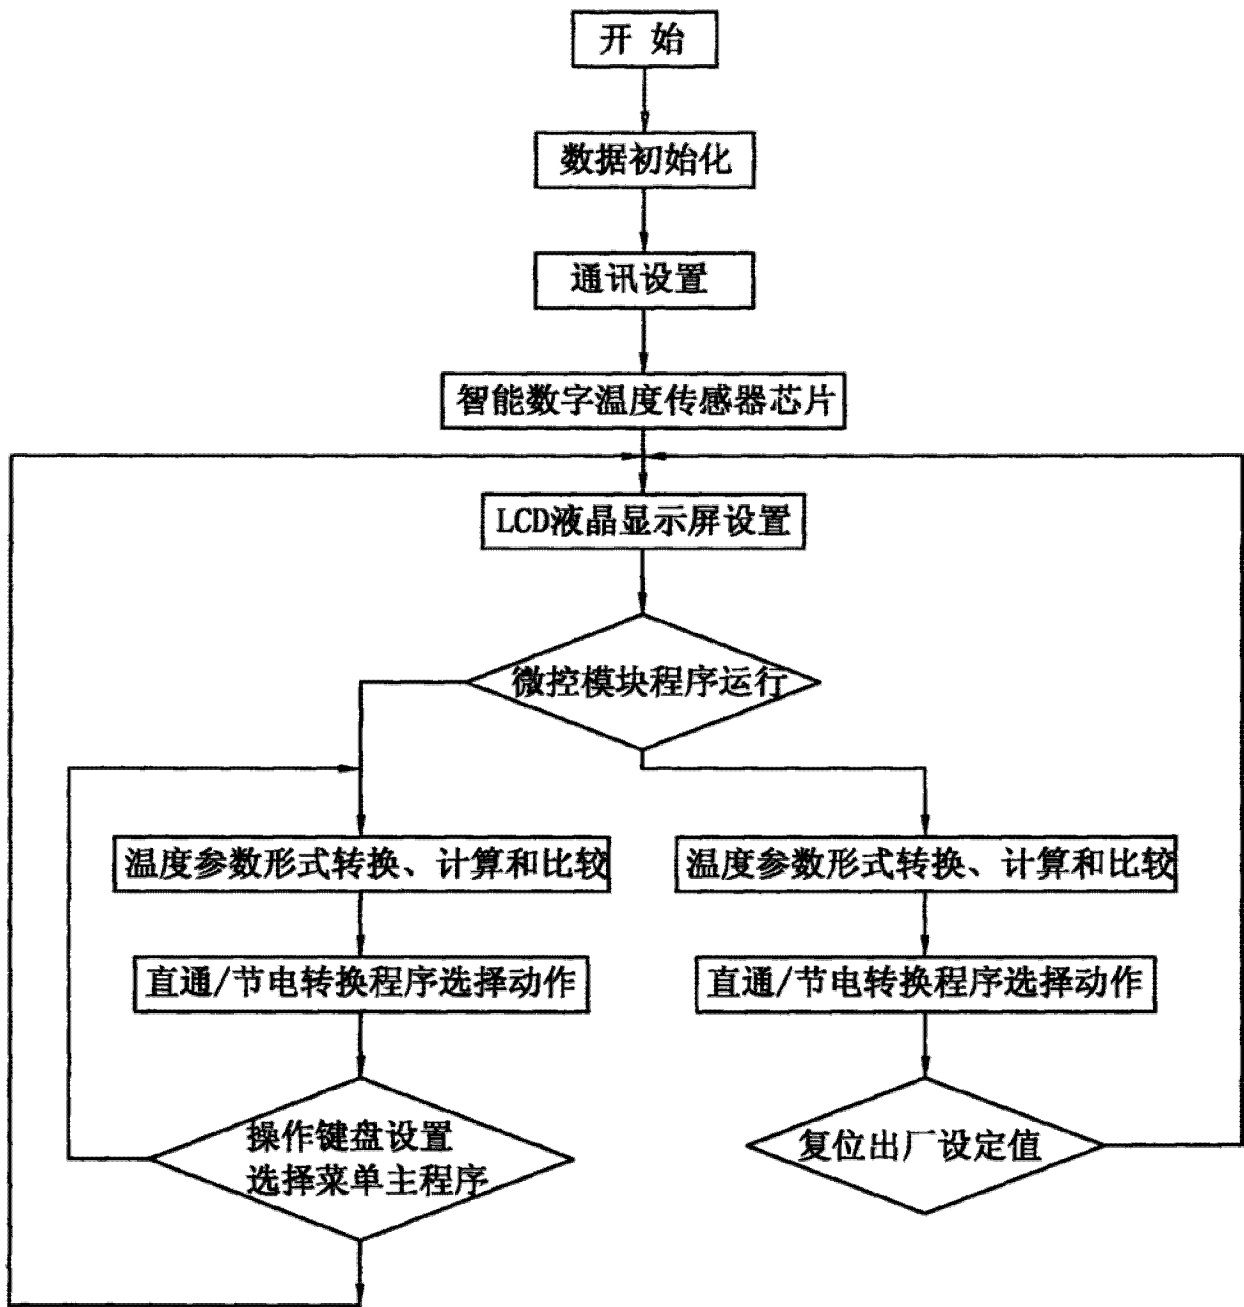 开 始
数据初始化
通讯设置
智能数字温度传感器芯片
LCD液晶显示屏设置
微控模块程序运行
温度参数形式转换、计算和比较
温度参数形式转换、计算和比较
直通/节电转换程序选择动作
直通/节电转换程序选择动作
操作键盘设置
选择菜单主程序
复位出厂设定值